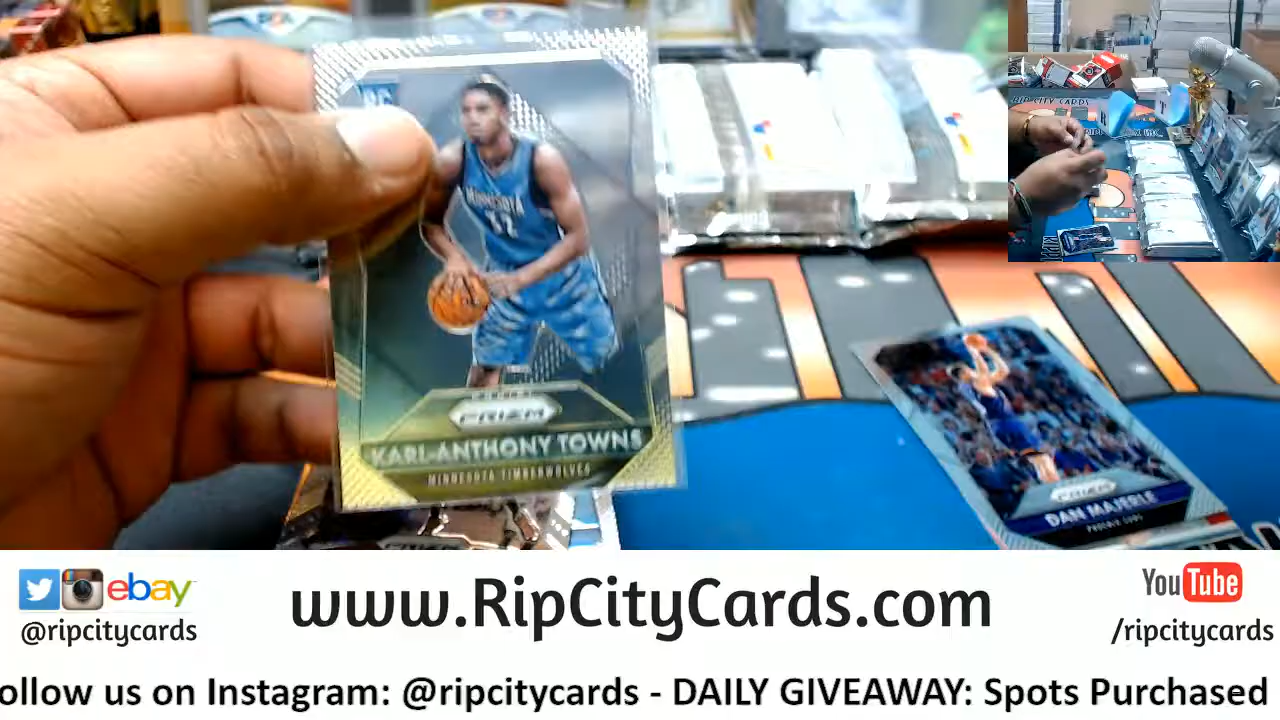 RC
MINNESOTA
PRIZM
KARL-ANTHONY TOWNS
MINNESOTA TIMBERWOLVES
PRIZM
DAN MAJERLE
PHOENIX SUNS
RIP CITY CARDS
ebay
@ripcitycards
www.RipCityCards.com
YouTube
/ripcitycards
ollow us on Instagram: @ripcitycards - DAILY GIVEAWAY: Spots Purchased